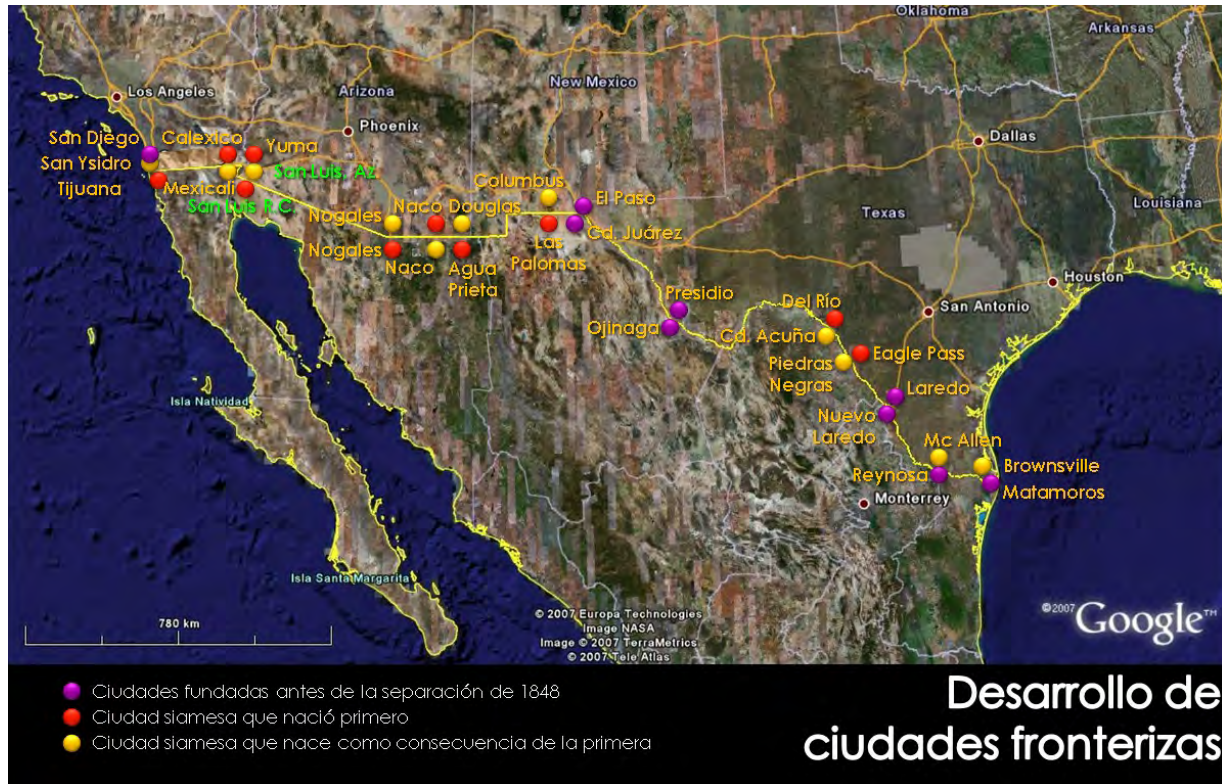 Oklahoma
Arkansas
Los Angeles
Arizona
New Mexico
Phoenix
Dallas
San Diego
Calexico
Yuma
San Ysidro
San Luis, Az.
Tijuana
Mexicali
San Luis R.C.
Columbus
El Paso
Nogales
Naco
Douglas
Texas
Louisiana
Cd. Juárez
Nogales
Naco
Agua
Prieta
Las
Palomas
Houston
Presidio
Del Río
San Antonio
Ojinaga
Cd. Acuña
Eagle Pass
Piedras
Negras
Isla Natividad
Laredo
Nuevo
Laredo
Mc Allen
Brownsville
Reynosa
Matamoros
Monterrey
Isla Santa Margarita
780 km
© 2007 Europa Technologies
Image NASA
Image © 2007 TerraMetrics
© 2007 Tele Atlas
©2007 Google™
Ciudades fundadas antes de la separación de 1848
Ciudad siamesa que nació primero
Ciudad siamesa que nace como consecuencia de la primera
Desarrollo de
ciudades fronterizas